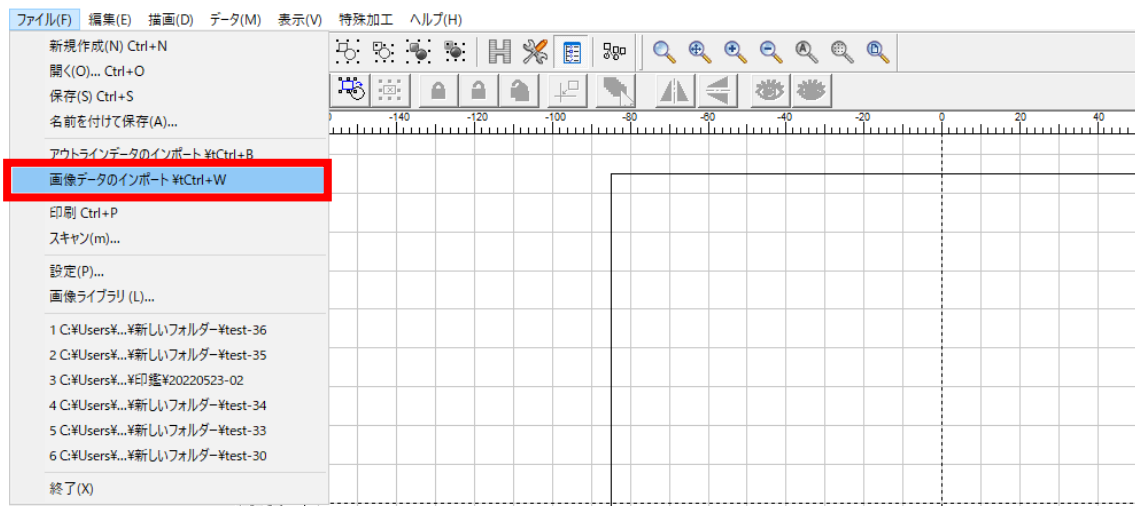 ファイル(F) 編集(E) 描画(D) データ(M) 表示(V) 特殊加工 ヘルプ(H)
新規作成(N) Ctrl+N
開く(O)... Ctrl+O
保存(S) Ctrl+S
名前を付けて保存(A)...
アウトラインデータのインポート ¥tCtrl+B
画像データのインポート ¥tCtrl+W
印刷 Ctrl+P
スキャン(m)...
設定(P)...
画像ライブラリ (L)...
1 C:¥Users¥...¥新しいフォルダー¥test-36
2 C:¥Users¥...¥新しいフォルダー¥test-35
3 C:¥Users¥...¥印鑑¥20220523-02
4 C:¥Users¥...¥新しいフォルダー¥test-34
5 C:¥Users¥...¥新しいフォルダー¥test-33
6 C:¥Users¥...¥新しいフォルダー¥test-30
終了(X)
-140 -120 -100 -80 -60 -40 -20 0 20 40